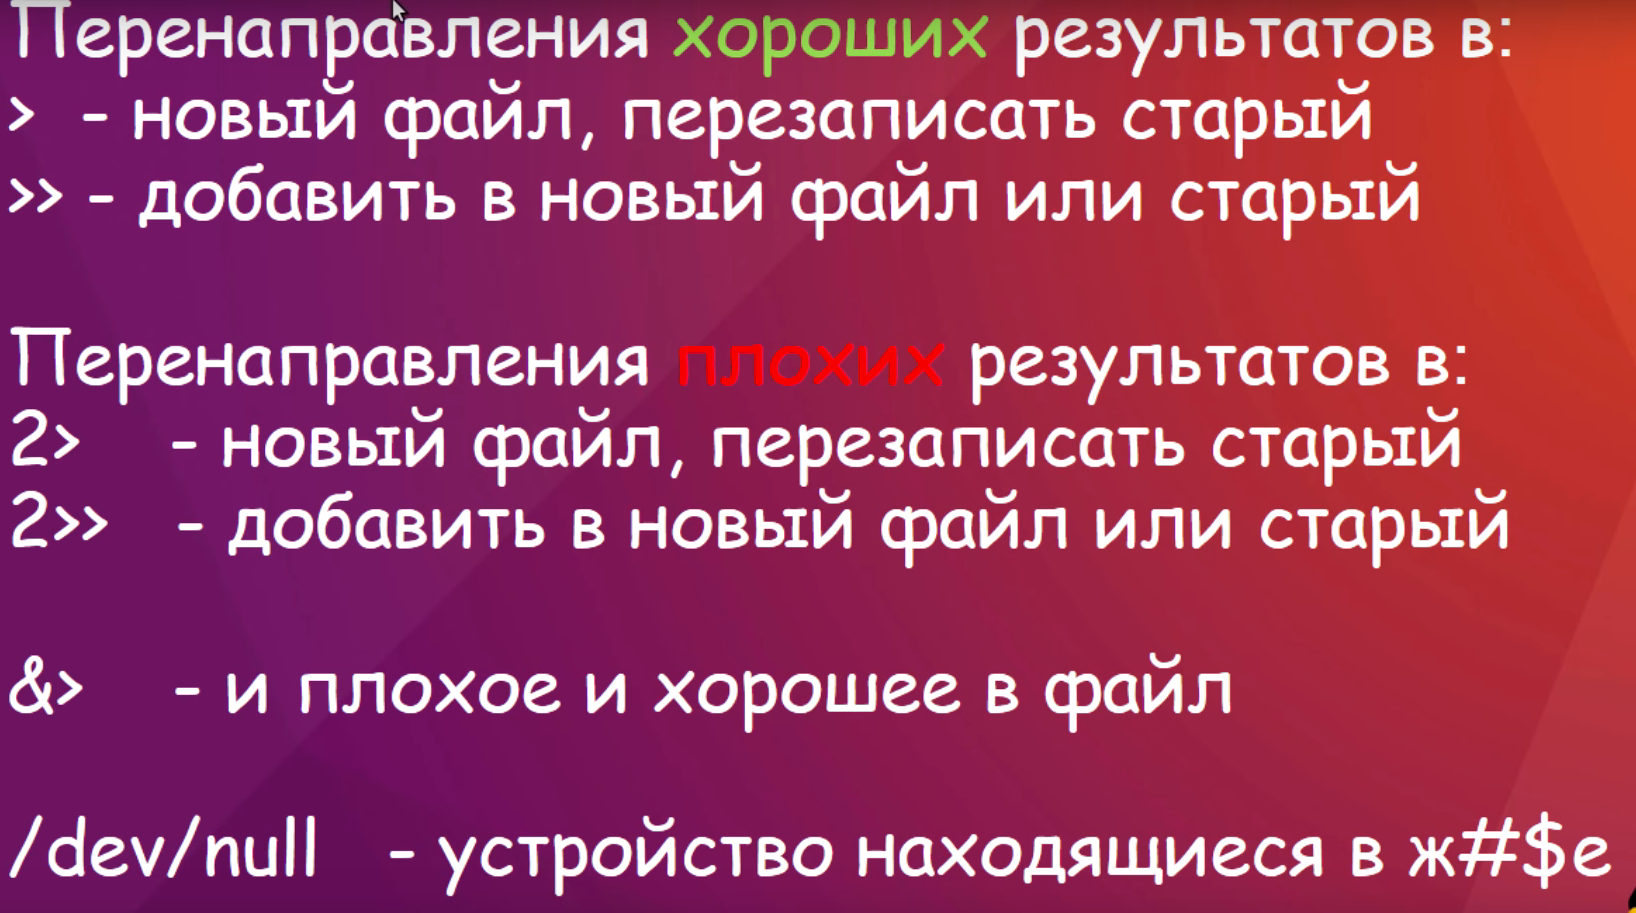 Перенаправления хороших результатов в:
> - новый файл, перезаписать старый
>> - добавить в новый файл или старый
Перенаправления плохих результатов в:
2> - новый файл, перезаписать старый
2>> - добавить в новый файл или старый
&> - и плохое и хорошее в файл
/dev/null - устройство находящиеся в ж#$е